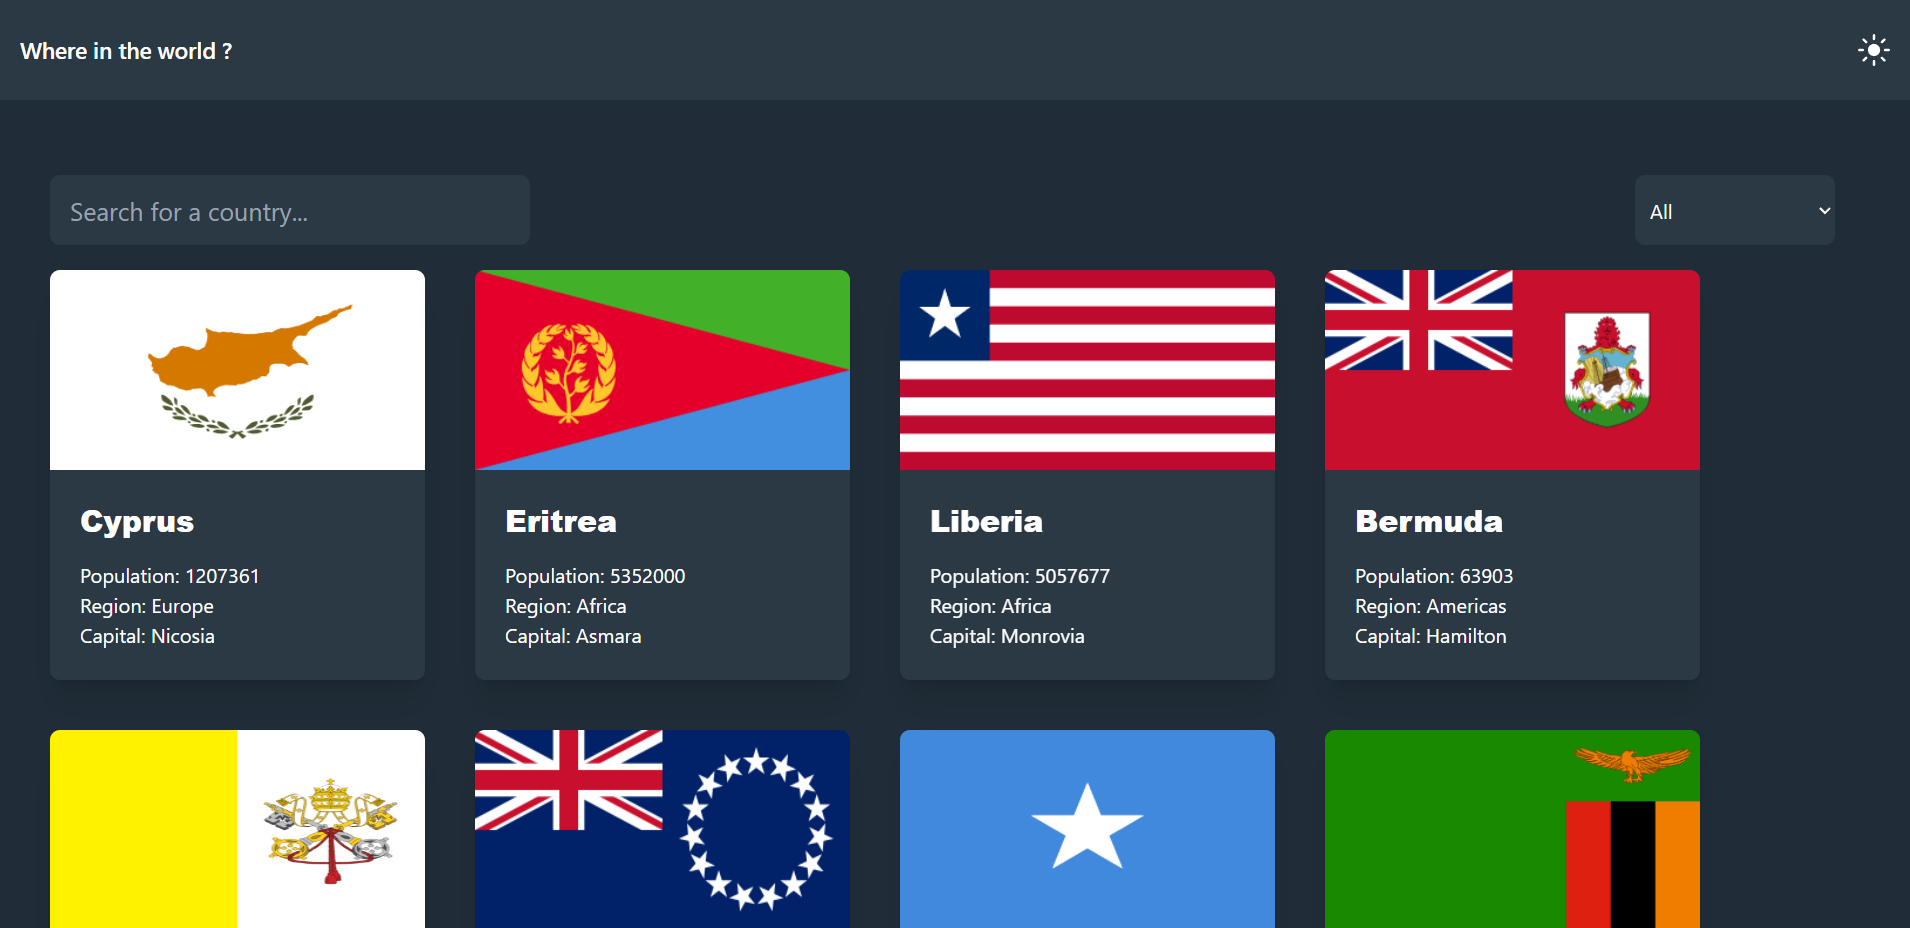 Where in the world ?
Search for a country...
All
Cyprus
Population: 1207361
Region: Europe
Capital: Nicosia
Eritrea
Population: 5352000
Region: Africa
Capital: Asmara
Liberia
Population: 5057677
Region: Africa
Capital: Monrovia
Bermuda
Population: 63903
Region: Americas
Capital: Hamilton